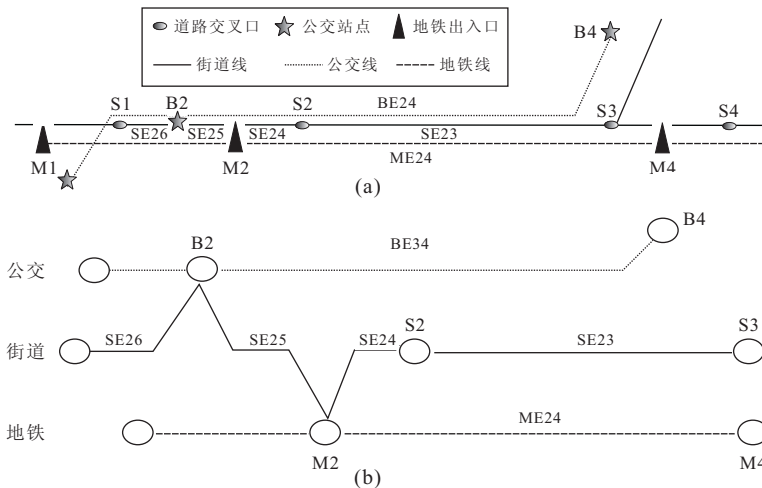 道路交叉口 公交站点 地铁出入口
街道线 公交线 地铁线
B4
S1 B2 S2 BE24 S3 S4
SE26 SE25 SE24 SE23
M1 M2 ME24 M4
(a)
B4
B2 BE34
公交
S2 S3
SE26 SE25 SE24 SE23
街道
ME24
地铁
M2 M4
(b)